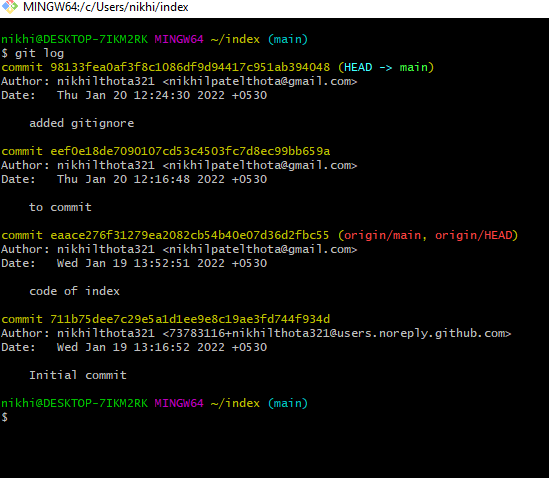 MINGW64:/c/Users/nikhi/index
nikhi@DESKTOP-7IKM2RK MINGW64 ~/index (main)
$ git log
commit 98133fea0af3f8c1086df9d94417c951ab394048 (HEAD -> main)
Author: nikhilthota321 <nikhilpatelthota@gmail.com>
Date:   Thu Jan 20 12:24:30 2022 +0530
    added gitignore
commit eef0e18de7090107cd53c4503fc7d8ec99bb659a
Author: nikhilthota321 <nikhilpatelthota@gmail.com>
Date:   Thu Jan 20 12:16:48 2022 +0530
    to commit
commit eaace276f31279ea2082cb54b40e07d36d2fbc55 (origin/main, origin/HEAD)
Author: nikhilthota321 <nikhilpatelthota@gmail.com>
Date:   Wed Jan 19 13:52:51 2022 +0530
    code of index
commit 711b75dee7c29e5a1d1ee9e8c19ae3fd744f934d
Author: nikhilthota321 <73783116+nikhilthota321@users.noreply.github.com>
Date:   Wed Jan 19 13:16:52 2022 +0530
    Initial commit
nikhi@DESKTOP-7IKM2RK MINGW64 ~/index (main)
$